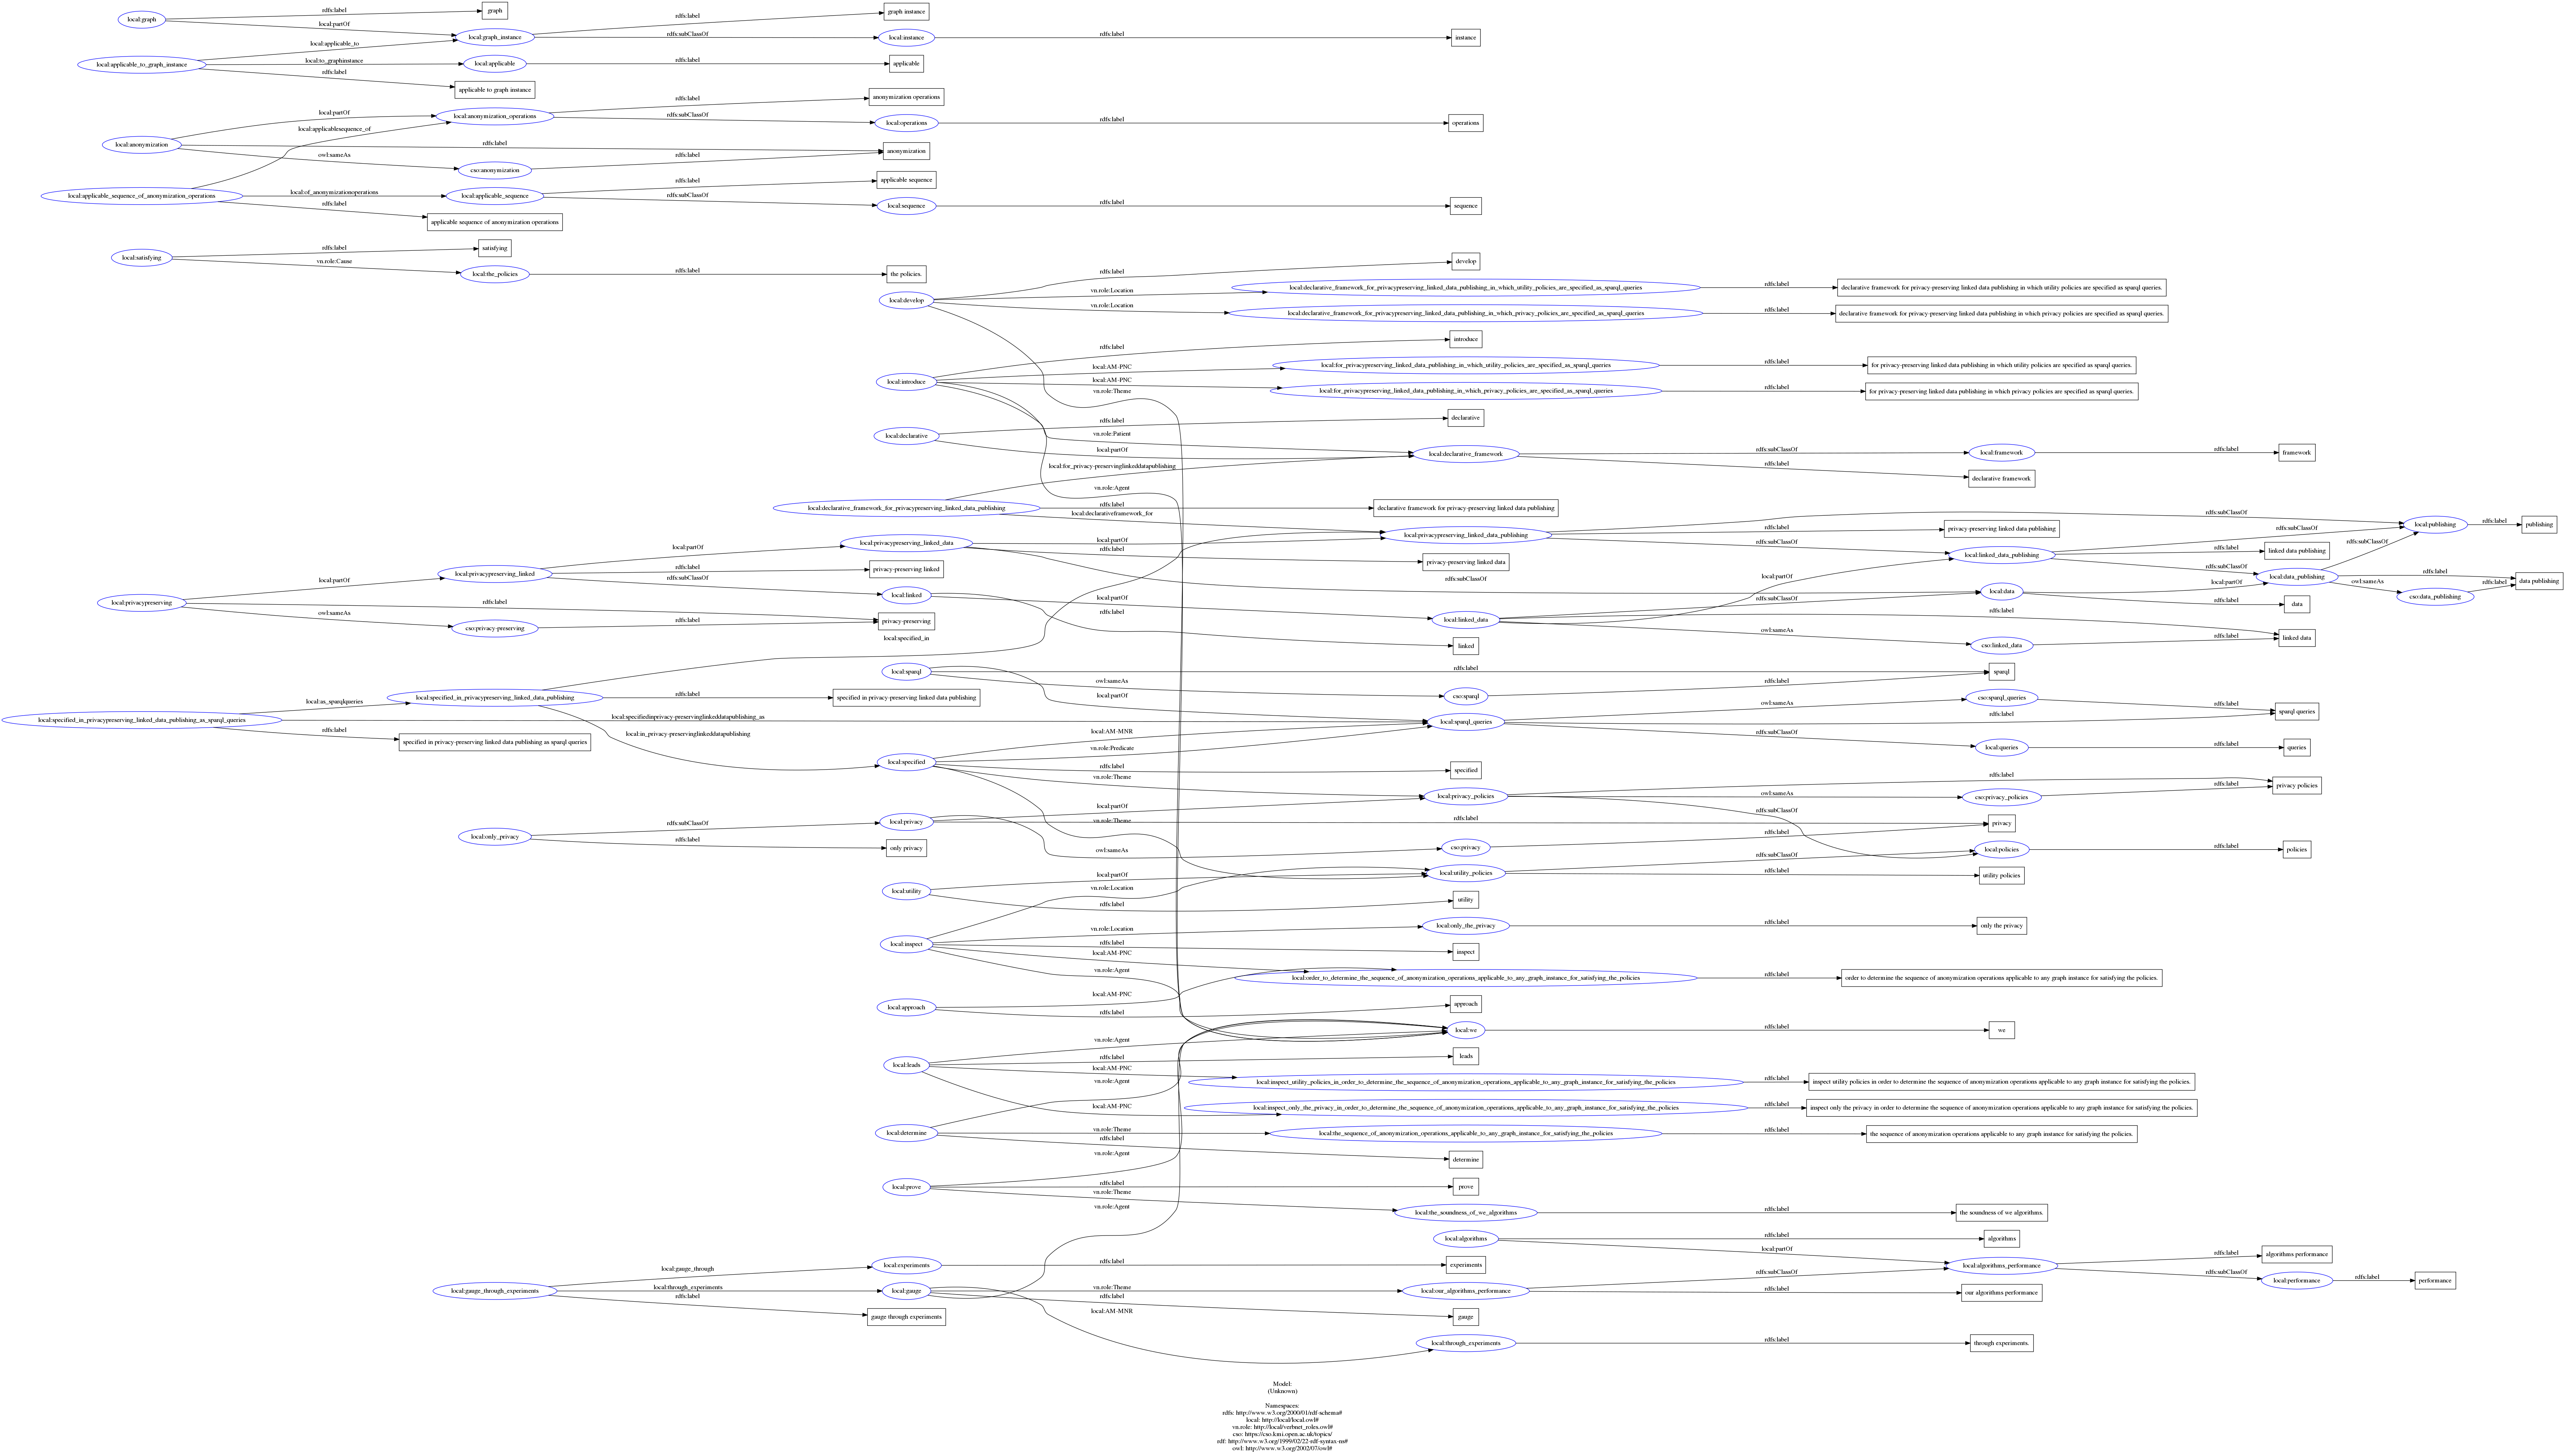 local:graph
rdfs:label
graph
local:partOf
local:graph_instance
rdfs:label
graph instance
rdfs:subClassOf
local:instance
rdfs:label
instance
local:applicable_to_graph_instance
local:applicable_to
local:to_graphinstance
local:applicable
rdfs:label
applicable
rdfs:label
applicable to graph instance
local:anonymization
local:partOf
local:anonymization_operations
rdfs:label
anonymization operations
rdfs:subClassOf
local:operations
rdfs:label
operations
local:applicablesequence_of
rdfs:label
anonymization
owl:sameAs
cso:anonymization
rdfs:label
local:applicable_sequence_of_anonymization_operations
local:of_anonymizationoperations
local:applicable_sequence
rdfs:label
applicable sequence
rdfs:subClassOf
local:sequence
rdfs:label
sequence
rdfs:label
applicable sequence of anonymization operations
local:satisfying
rdfs:label
satisfying
vn.role:Cause
local:the_policies
rdfs:label
the policies.
local:develop
rdfs:label
develop
vn.role:Location
local:declarative_framework_for_privacypreserving_linked_data_publishing_in_which_utility_policies_are_specified_as_sparql_queries
rdfs:label
declarative framework for privacy-preserving linked data publishing in which utility policies are specified as sparql queries.
vn.role:Location
local:declarative_framework_for_privacypreserving_linked_data_publishing_in_which_privacy_policies_are_specified_as_sparql_queries
rdfs:label
declarative framework for privacy-preserving linked data publishing in which privacy policies are specified as sparql queries.
local:introduce
rdfs:label
introduce
local:AM-PNC
local:for_privacypreserving_linked_data_publishing_in_which_utility_policies_are_specified_as_sparql_queries
rdfs:label
for privacy-preserving linked data publishing in which utility policies are specified as sparql queries.
local:AM-PNC
local:for_privacypreserving_linked_data_publishing_in_which_privacy_policies_are_specified_as_sparql_queries
rdfs:label
for privacy-preserving linked data publishing in which privacy policies are specified as sparql queries.
vn.role:Theme
local:declarative
rdfs:label
declarative
vn.role:Patient
local:partOf
local:declarative_framework
rdfs:subClassOf
local:framework
rdfs:label
framework
rdfs:label
declarative framework
local:for_privacy-preservinglinkeddatapublishing
vn.role:Agent
local:declarative_framework_for_privacypreserving_linked_data_publishing
rdfs:label
declarative framework for privacy-preserving linked data publishing
local:declarativeframework_for
local:privacypreserving_linked_data_publishing
rdfs:subClassOf
local:publishing
rdfs:label
publishing
rdfs:label
privacy-preserving linked data publishing
rdfs:subClassOf
local:linked_data_publishing
rdfs:subClassOf
rdfs:label
linked data publishing
rdfs:subClassOf
rdfs:subClassOf
local:data_publishing
rdfs:label
data publishing
owl:sameAs
cso:data_publishing
rdfs:label
local:privacypreserving
local:partOf
local:privacypreserving_linked
local:partOf
local:privacypreserving_linked_data
local:partOf
rdfs:label
privacy-preserving linked data
rdfs:subClassOf
rdfs:label
privacy-preserving linked
rdfs:subClassOf
local:linked
local:partOf
rdfs:label
linked
rdfs:label
privacy-preserving
owl:sameAs
cso:privacy-preserving
rdfs:label
local:linked_data
local:partOf
rdfs:subClassOf
local:data
local:partOf
rdfs:label
data
rdfs:label
linked data
owl:sameAs
cso:linked_data
rdfs:label
local:specified_in
local:sparql
rdfs:label
sparql
owl:sameAs
cso:sparql
rdfs:label
local:partOf
local:specified_in_privacypreserving_linked_data_publishing_as_sparql_queries
local:as_sparqlqueries
local:specified_in_privacypreserving_linked_data_publishing
rdfs:label
specified in privacy-preserving linked data publishing
local:specifiedinprivacy-preservinglinkeddatapublishing_as
local:in_privacy-preservinglinkeddatapublishing
rdfs:label
specified in privacy-preserving linked data publishing as sparql queries
local:sparql_queries
owl:sameAs
cso:sparql_queries
rdfs:label
sparql queries
rdfs:label
rdfs:subClassOf
local:queries
rdfs:label
queries
local:specified
local:AM-MNR
vn.role:Predicate
rdfs:label
specified
vn.role:Theme
local:privacy_policies
rdfs:label
privacy policies
owl:sameAs
cso:privacy_policies
rdfs:label
rdfs:subClassOf
local:only_privacy
rdfs:subClassOf
local:privacy
local:partOf
vn.role:Theme
rdfs:label
privacy
rdfs:label
only privacy
owl:sameAs
cso:privacy
rdfs:label
local:policies
rdfs:label
policies
local:utility
local:partOf
local:utility_policies
rdfs:subClassOf
rdfs:label
utility policies
rdfs:label
utility
vn.role:Location
local:inspect
vn.role:Location
local:only_the_privacy
rdfs:label
only the privacy
rdfs:label
inspect
local:AM-PNC
local:order_to_determine_the_sequence_of_anonymization_operations_applicable_to_any_graph_instance_for_satisfying_the_policies
rdfs:label
order to determine the sequence of anonymization operations applicable to any graph instance for satisfying the policies.
vn.role:Agent
local:approach
local:AM-PNC
rdfs:label
approach
local:we
rdfs:label
we
local:leads
vn.role:Agent
rdfs:label
leads
local:AM-PNC
local:inspect_utility_policies_in_order_to_determine_the_sequence_of_anonymization_operations_applicable_to_any_graph_instance_for_satisfying_the_policies
rdfs:label
inspect utility policies in order to determine the sequence of anonymization operations applicable to any graph instance for satisfying the policies.
vn.role:Agent
local:AM-PNC
local:inspect_only_the_privacy_in_order_to_determine_the_sequence_of_anonymization_operations_applicable_to_any_graph_instance_for_satisfying_the_policies
rdfs:label
inspect only the privacy in order to determine the sequence of anonymization operations applicable to any graph instance for satisfying the policies.
local:determine
vn.role:Theme
local:the_sequence_of_anonymization_operations_applicable_to_any_graph_instance_for_satisfying_the_policies
rdfs:label
the sequence of anonymization operations applicable to any graph instance for satisfying the policies.
rdfs:label
determine
vn.role:Agent
local:prove
rdfs:label
prove
vn.role:Theme
local:the_soundness_of_we_algorithms
rdfs:label
the soundness of we algorithms.
vn.role:Agent
local:algorithms
rdfs:label
algorithms
local:partOf
local:algorithms_performance
rdfs:label
algorithms performance
rdfs:subClassOf
local:performance
rdfs:label
performance
local:gauge_through_experiments
local:gauge_through
local:experiments
rdfs:label
experiments
local:through_experiments
local:gauge
vn.role:Theme
local:our_algorithms_performance
rdfs:subClassOf
rdfs:label
our algorithms performance
rdfs:label
gauge through experiments
rdfs:label
gauge
local:AM-MNR
local:through_experiments
rdfs:label
through experiments.
Model:
(Unknown)
Namespaces:
rdfs: http://www.w3.org/2000/01/rdf-schema#
local: http://local/local.owl#
vn.role: http://local/verbnet_roles.owl#
cso: https://cso.kmi.open.ac.uk/topics/
rdf: http://www.w3.org/1999/02/22-rdf-syntax-ns#
owl: http://www.w3.org/2002/07/owl#